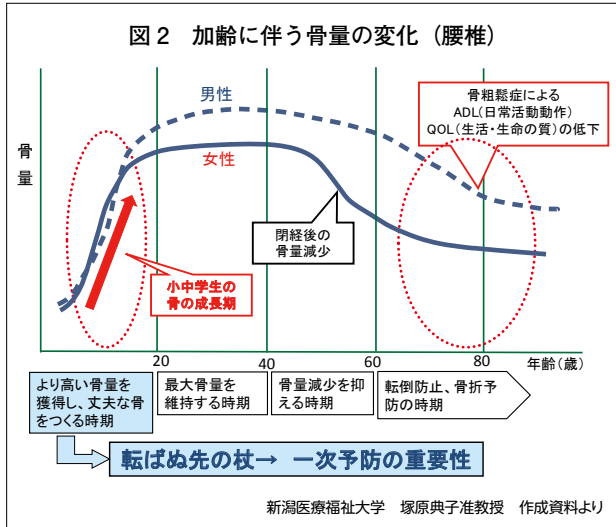 図2 加齢に伴う骨量の変化（腰椎）
骨量
男性
女性
骨粗鬆症による
ADL(日常活動動作)
QOL(生活・生命の質)の低下
閉経後の
骨量減少
小中学生の
骨の成長期
20
40
60
80
年齢(歳)
より高い骨量を
獲得し、丈夫な骨
をつくる時期
最大骨量を
維持する時期
骨量減少を抑
える時期
転倒防止、骨折予
防の時期
転ばぬ先の杖→ 一次予防の重要性
新潟医療福祉大学 塚原典子准教授 作成資料より